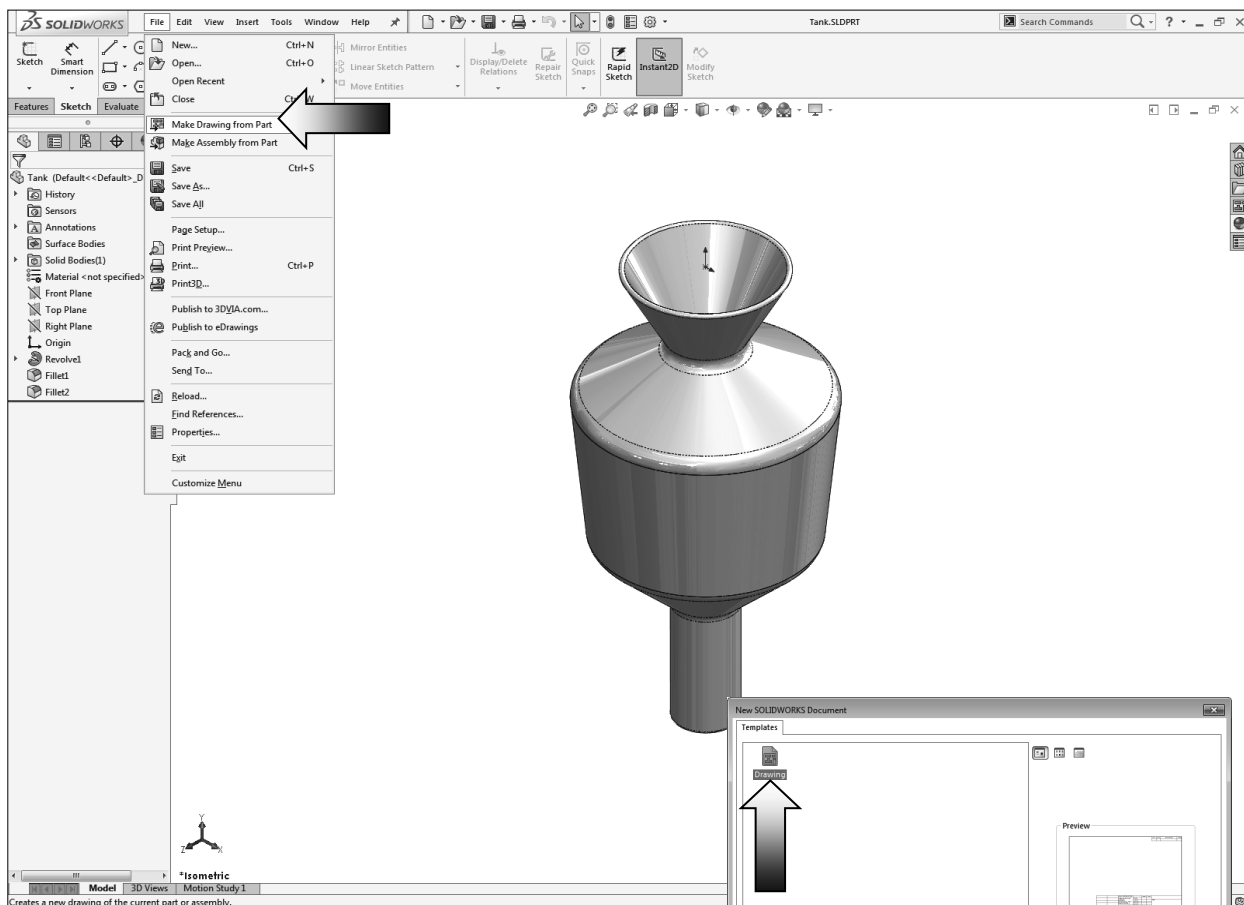 SOLIDWORKS
File Edit View Insert Tools Window Help
Tank.SLDPRT
Search Commands
Sketch
Smart Dimension
Mirror Entities
Linear Sketch Pattern
Move Entities
Display/Delete Relations
Repair Sketch
Quick Snaps
Rapid Sketch
Instant2D
Modify Sketch
Features Sketch Evaluate
New... Ctrl+N
Open... Ctrl+O
Open Recent
Close
Make Drawing from Part
Make Assembly from Part
Save Ctrl+S
Save As...
Save All
Page Setup...
Print Preview...
Print... Ctrl+P
Print3D...
Publish to 3DVIA.com...
Publish to eDrawings
Pack and Go...
Send To...
Reload...
Find References...
Properties...
Exit
Customize Menu
Tank (Default<<Default>_D
History
Sensors
Annotations
Surface Bodies
Solid Bodies(1)
Material <not specified>
Front Plane
Top Plane
Right Plane
Origin
Revolve1
Fillet1
Fillet2
New SOLIDWORKS Document
Templates
Drawing
Preview
Y
Z X
*Isometric
Model 3D Views Motion Study 1
Creates a new drawing of the current part or assembly.